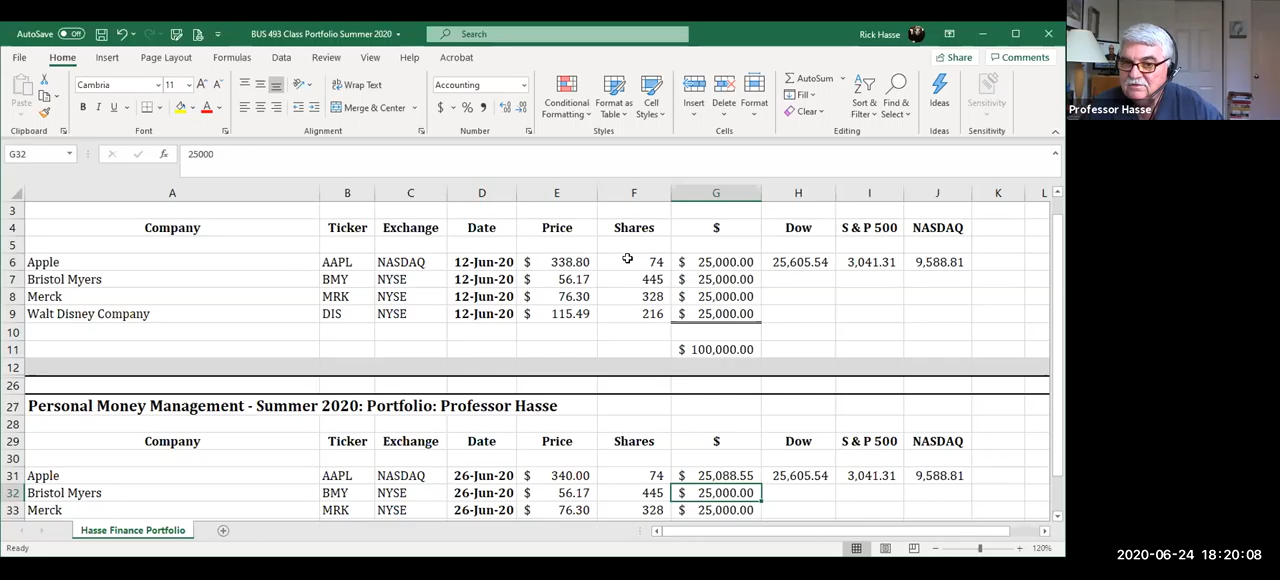 AutoSave Off BUS 493 Class Portfolio Summer 2020 Search Rick Hasse
File Home Insert Page Layout Formulas Data Review View Help Acrobat Share Comments
Paste Cambria 11 Wrap Text Accounting Conditional Formatting Format as Table Cell Styles Insert Delete Format AutoSum Sort & Filter Find & Select Ideas Sensitivity
B I U Merge & Center $ % Fill
Clear
Clipboard Font Alignment Number Styles Cells Editing Ideas Sensitivity
G32 fx 25000
A B C D E F G H I J K L
3
4 Company Ticker Exchange Date Price Shares $ Dow S & P 500 NASDAQ
5
6 Apple AAPL NASDAQ 12-Jun-20 $ 338.80 74 $ 25,000.00 25,605.54 3,041.31 9,588.81
7 Bristol Myers BMY NYSE 12-Jun-20 $ 56.17 445 $ 25,000.00
8 Merck MRK NYSE 12-Jun-20 $ 76.30 328 $ 25,000.00
9 Walt Disney Company DIS NYSE 12-Jun-20 $ 115.49 216 $ 25,000.00
10
11 $ 100,000.00
12
26
27 Personal Money Management - Summer 2020: Portfolio: Professor Hasse
28
29 Company Ticker Exchange Date Price Shares $ Dow S & P 500 NASDAQ
30
31 Apple AAPL NASDAQ 26-Jun-20 $ 340.00 74 $ 25,088.55 25,605.54 3,041.31 9,588.81
32 Bristol Myers BMY NYSE 26-Jun-20 $ 56.17 445 $ 25,000.00
33 Merck MRK NYSE 26-Jun-20 $ 76.30 328 $ 25,000.00
Hasse Finance Portfolio
Ready 120%
Professor Hasse
2020-06-24 18:20:08